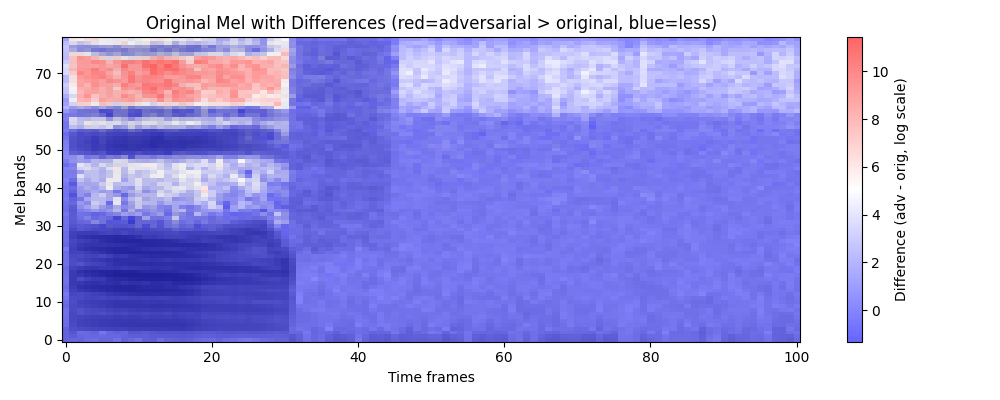 Original Mel with Differences (red=adversarial > original, blue=less)
Mel bands
70
60
50
40
30
20
10
0
0 20 40 60 80 100
Time frames
10
8
6
4
2
0
Difference (adv - orig, log scale)